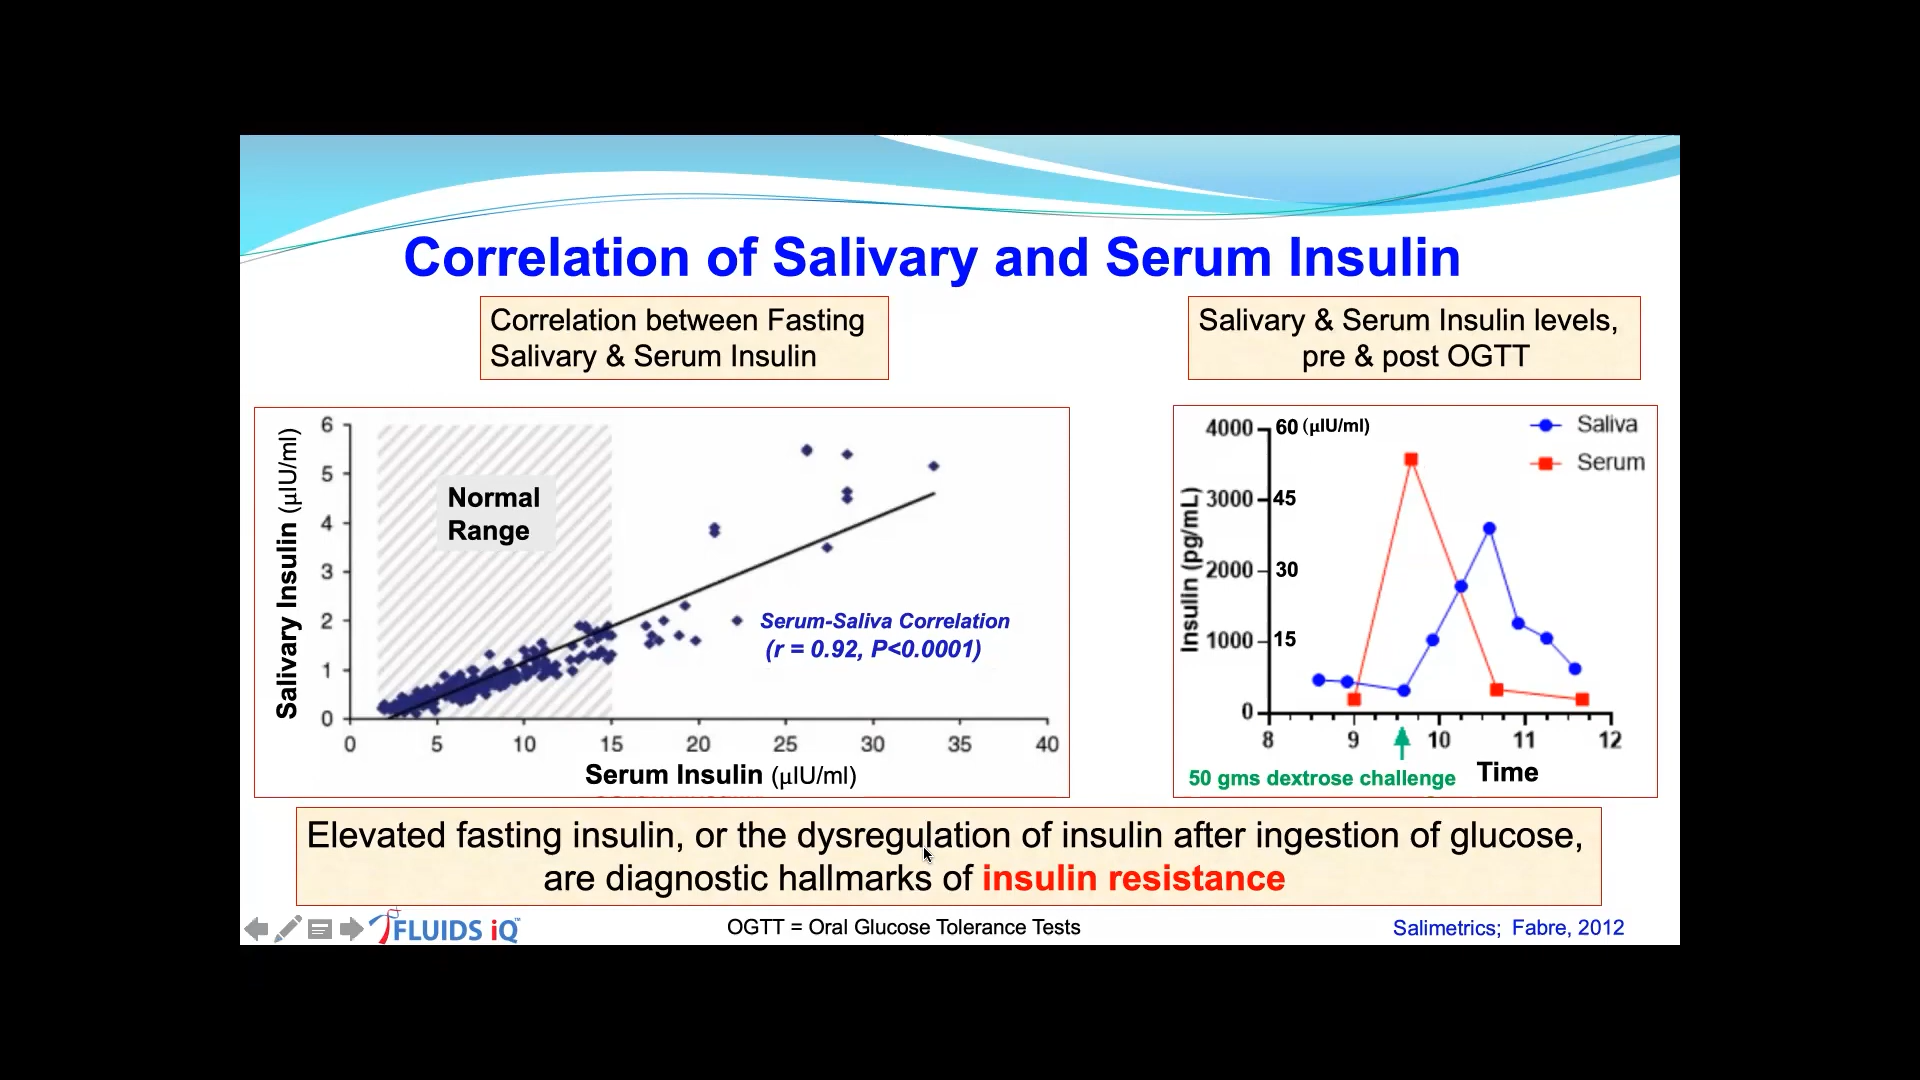 Correlation of Salivary and Serum Insulin
Correlation between Fasting
Salivary & Serum Insulin
Salivary & Serum Insulin levels,
pre & post OGTT
Salivary Insulin (µIU/ml)
6
5
4
3
2
1
0
Normal
Range
Serum-Saliva Correlation
(r = 0.92, P<0.0001)
0 5 10 15 20 25 30 35 40
Serum Insulin (µIU/ml)
Insulin (pg/mL)
4000 60 (µIU/ml)
3000 45
2000 30
1000 15
0
Saliva
Serum
8 9 10 11 12
50 gms dextrose challenge
Time
Elevated fasting insulin, or the dysregulation of insulin after ingestion of glucose,
are diagnostic hallmarks of insulin resistance
FLUIDS iQ™
OGTT = Oral Glucose Tolerance Tests
Salimetrics; Fabre, 2012